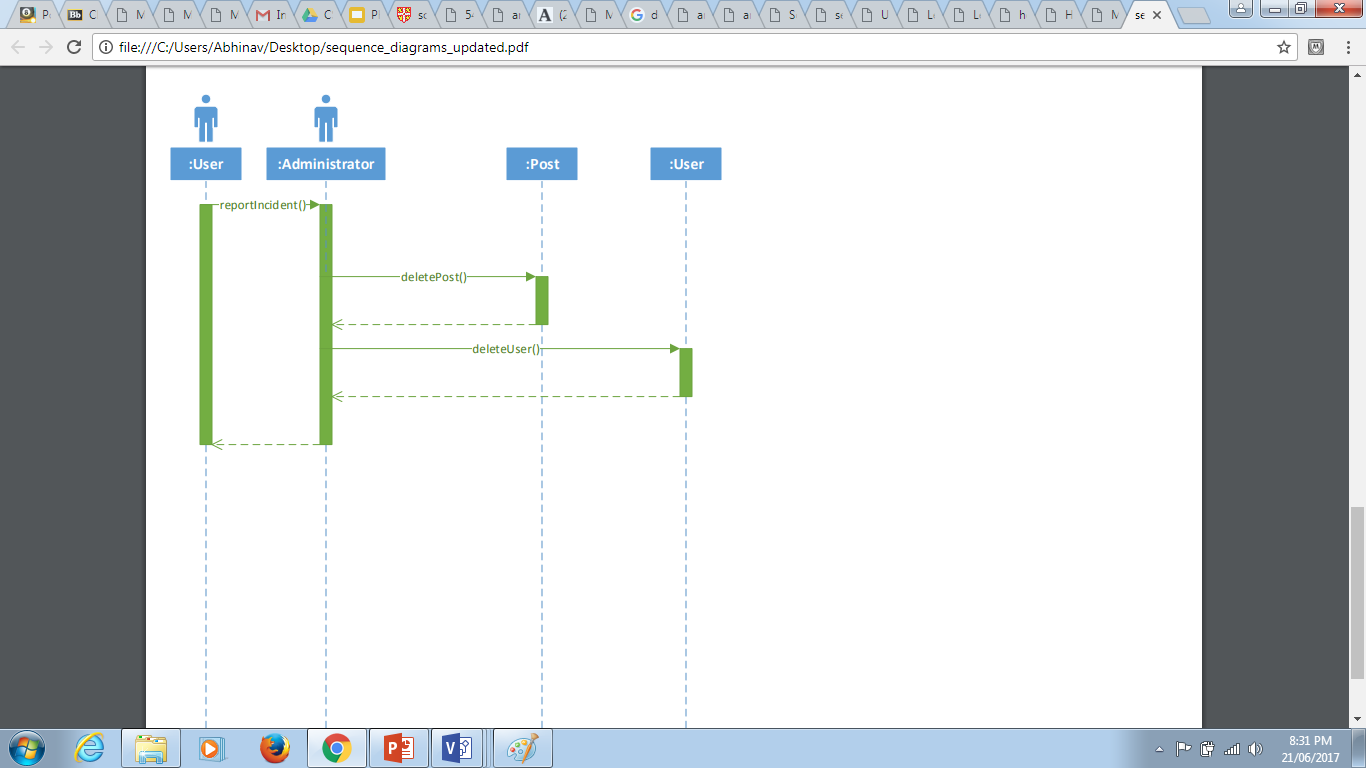 file:///C:/Users/Abhinav/Desktop/sequence_diagrams_updated.pdf
:User
:Administrator
:Post
:User
reportIncident()
deletePost()
deleteUser()
8:31 PM
21/06/2017